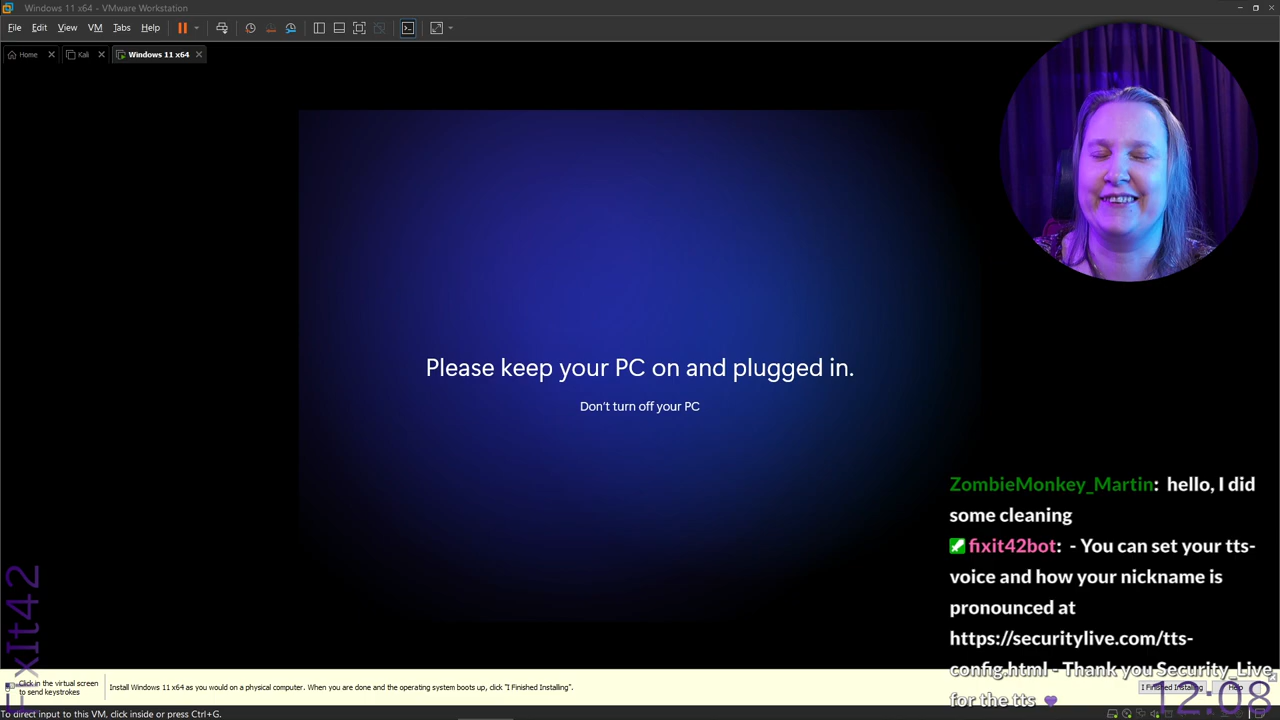 Windows 11 x64 - VMware Workstation
File Edit View VM Tabs Help
Home Kali Windows 11 x64
Please keep your PC on and plugged in.
Don't turn off your PC
ZombieMonkey_Martin: hello, I did
some cleaning
fixit42bot: - You can set your tts-
voice and how your nickname is
pronounced at
https://securitylive.com/tts-
config.html - Thank you Security_Live
for the tts
FixIt42
Click in the virtual screen
to send keystrokes
Install Windows 11 x64 as you would on a physical computer. When you are done and the operating system boots up, click "I Finished Installing".
I Finished Installing
Help
12:08
To direct input to this VM, click inside or press Ctrl+G.